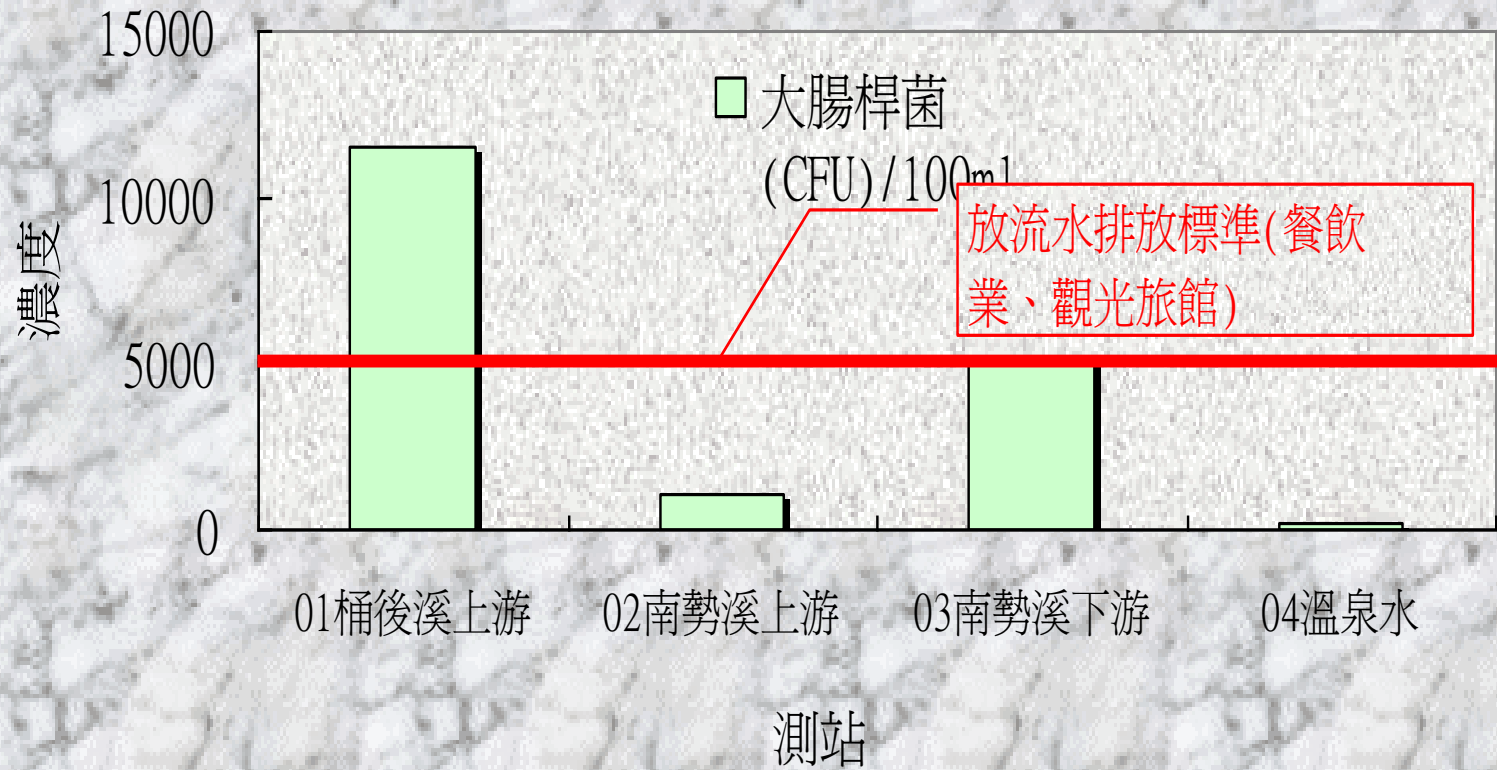 15000
10000
5000
0
濃度
大腸桿菌
(CFU)/100ml
放流水排放標準(餐飲
業、觀光旅館)
01桶後溪上游
02南勢溪上游
03南勢溪下游
04溫泉水
測站